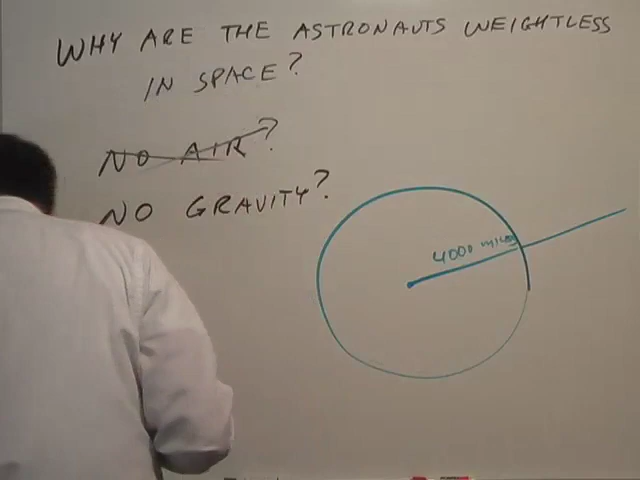 WHY ARE THE ASTRONAUTS WEIGHTLESS
IN SPACE?
NO AIR?
NO GRAVITY?
4000 miles